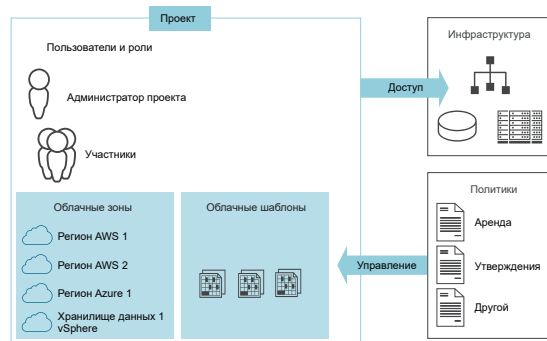 Проект
Пользователи и роли
Администратор проекта
Участники
Облачные зоны
Регион AWS 1
Регион AWS 2
Регион Azure 1
Хранилище данных 1
vSphere
Облачные шаблоны
Доступ
Управление
Инфраструктура
Политики
Аренда
Утверждения
Другой